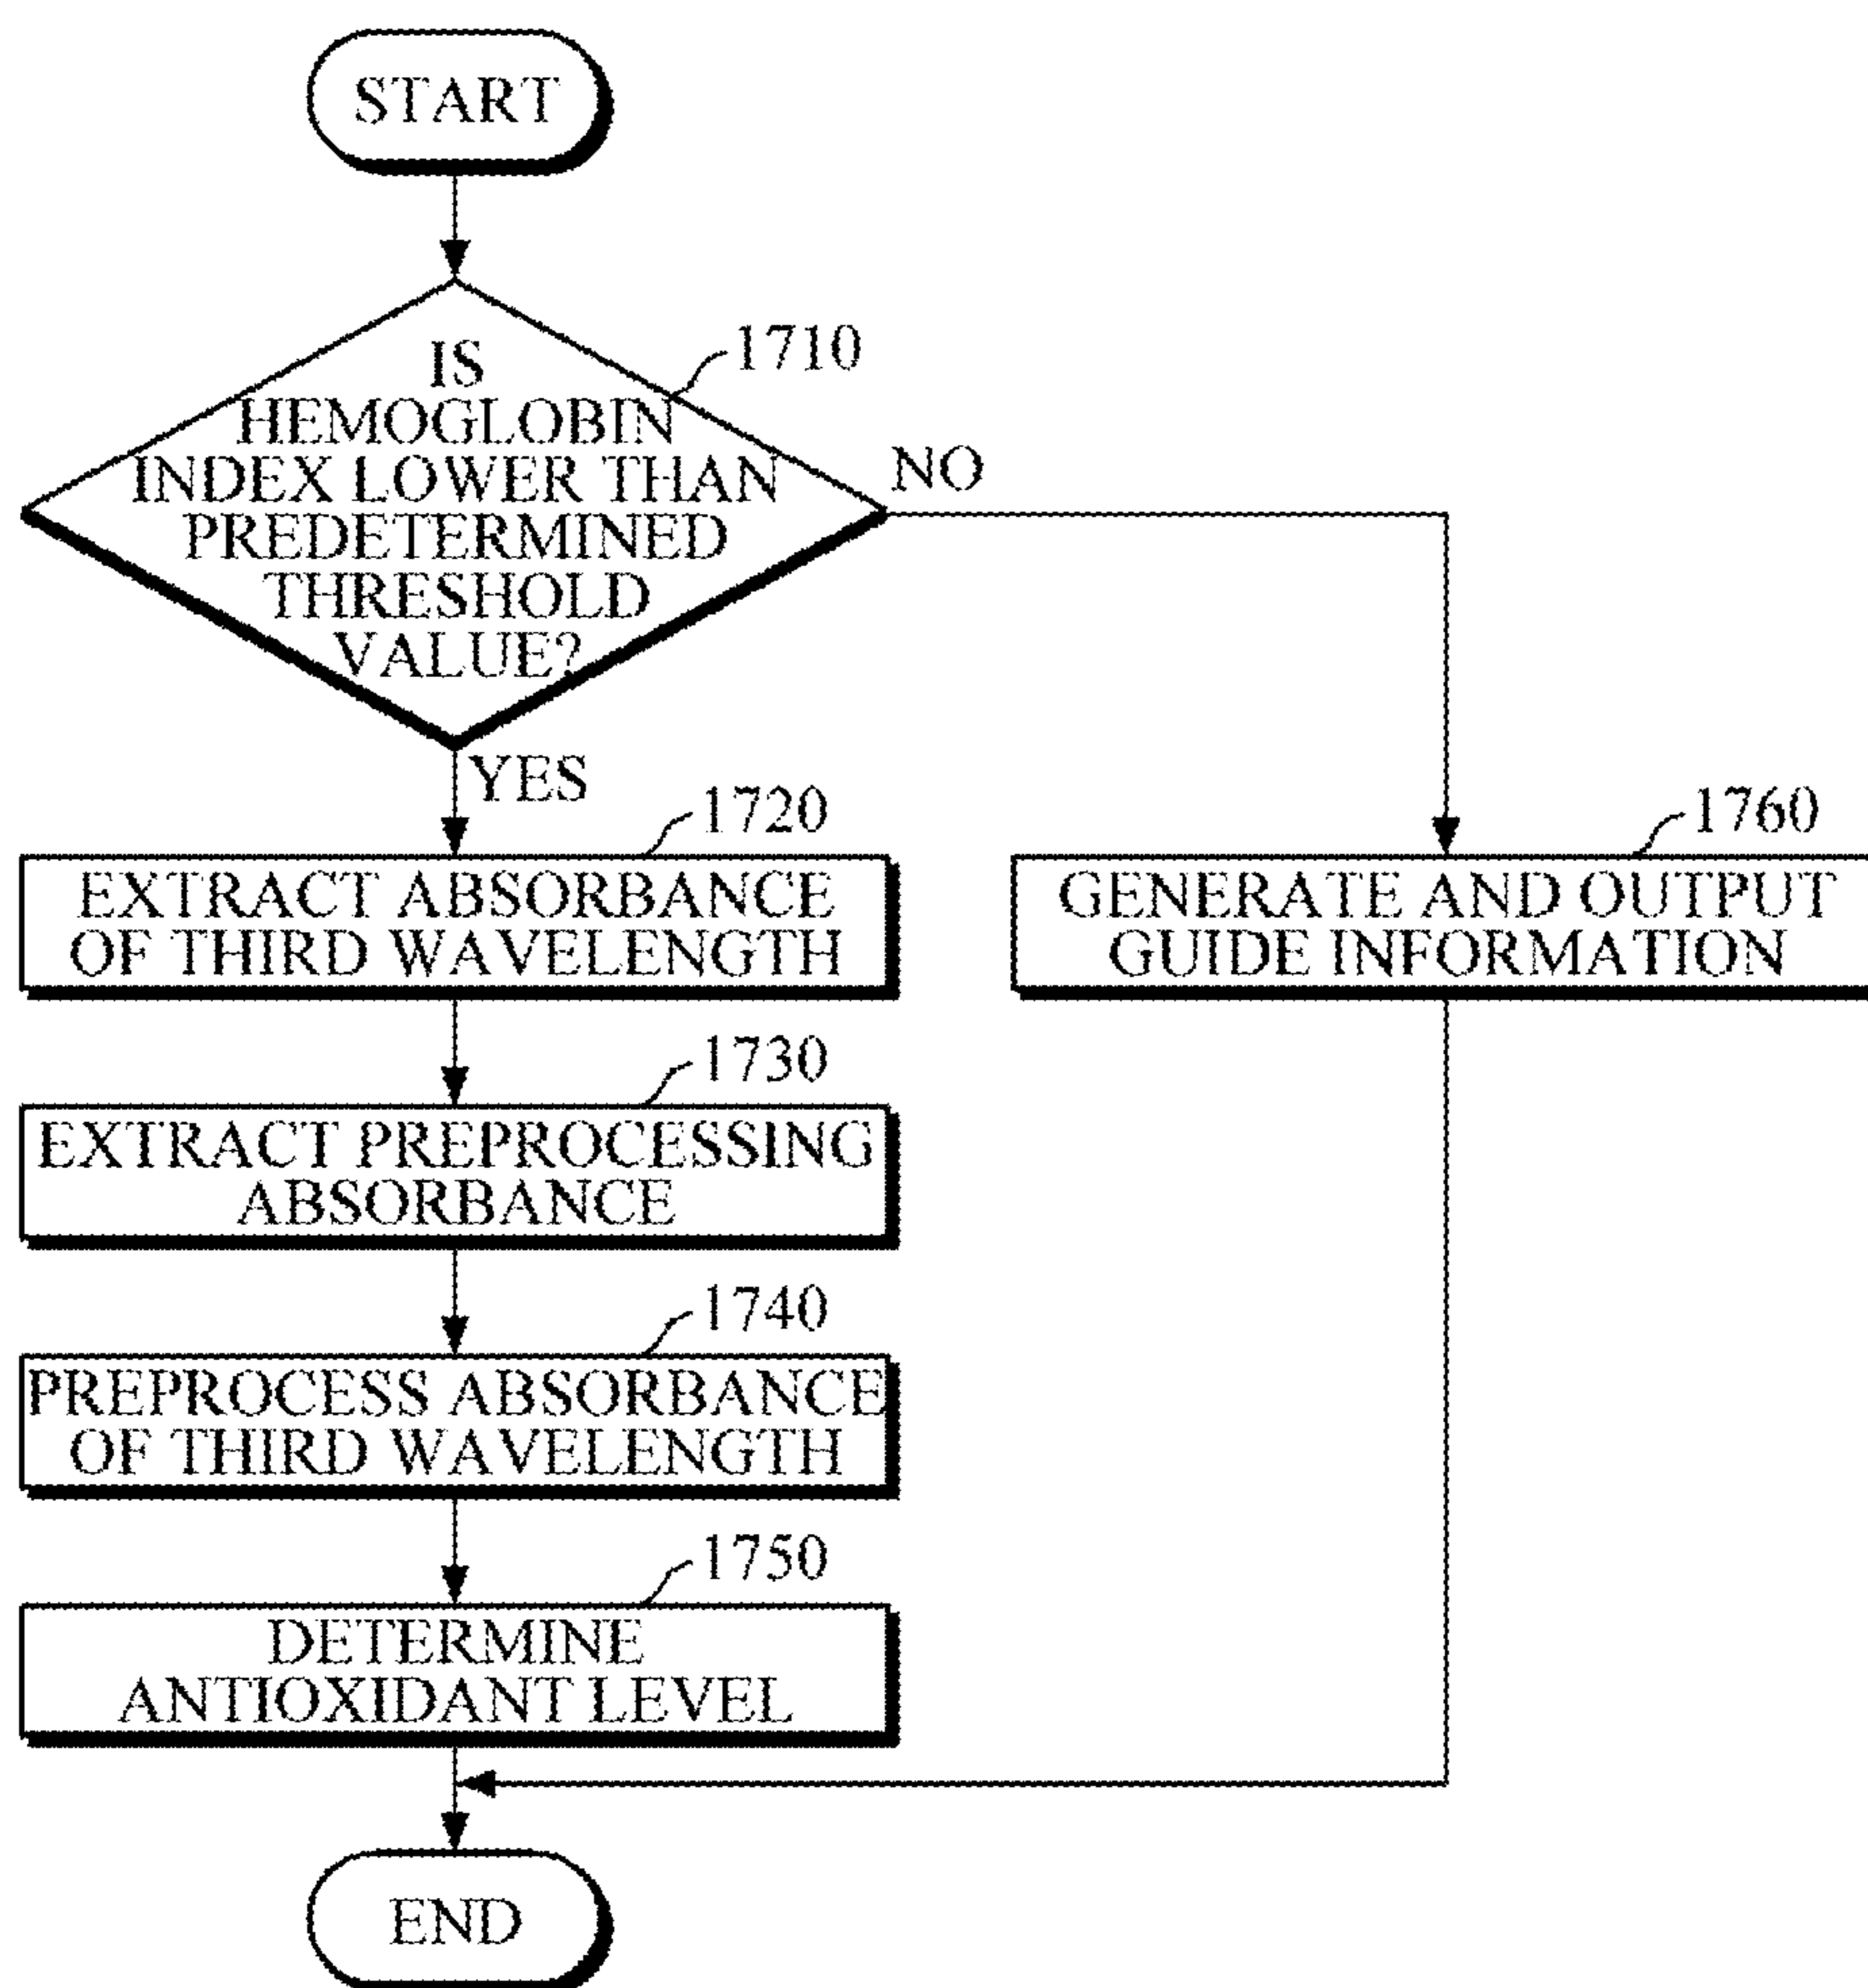 START
1710
IS
HEMOGLOBIN
INDEX LOWER THAN
PREDETERMINED
THRESHOLD
VALUE?
NO
YES
1720
EXTRACT ABSORBANCE
OF THIRD WAVELENGTH
1760
GENERATE AND OUTPUT
GUIDE INFORMATION
1730
EXTRACT PREPROCESSING
ABSORBANCE
1740
PREPROCESS ABSORBANCE
OF THIRD WAVELENGTH
1750
DETERMINE
ANTIOXIDANT LEVEL
END